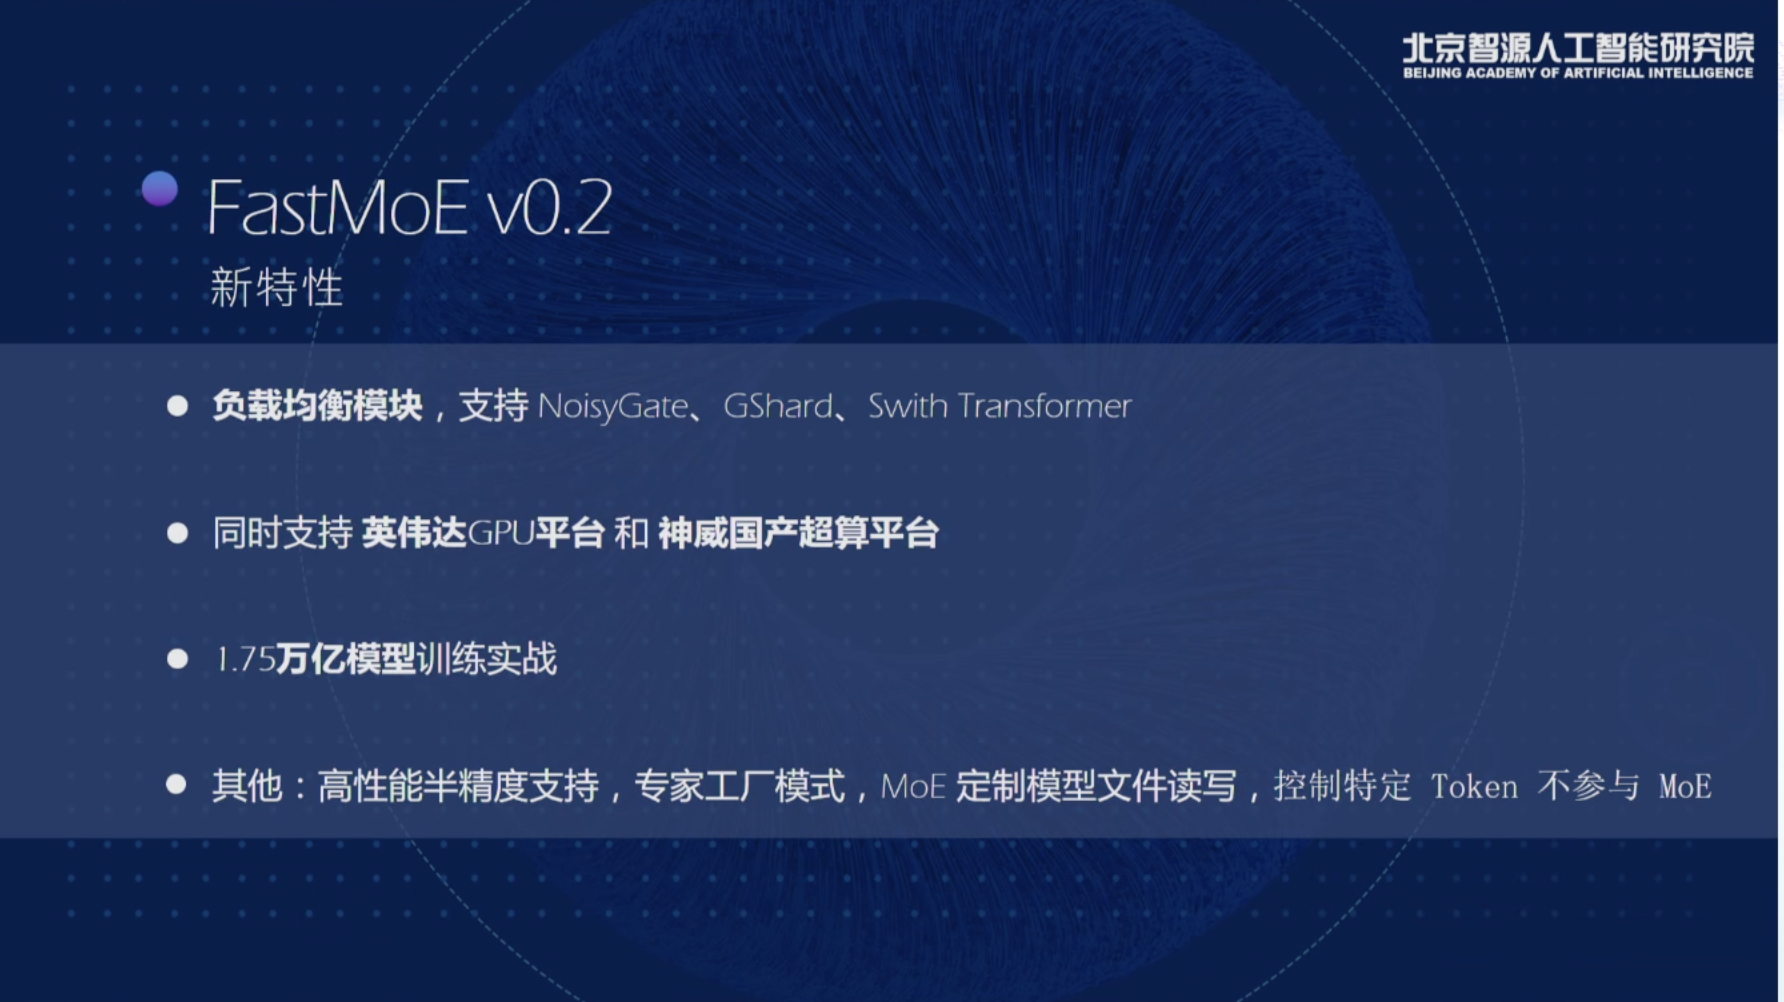 北京智源人工智能研究院
BEIJING ACADEMY OF ARTIFICIAL INTELLIGENCE
FastMoE v0.2
新特性
负载均衡模块，支持 NoisyGate、GShard、Swith Transformer
同时支持 英伟达GPU平台 和 神威国产超算平台
1.75万亿模型训练实战
其他：高性能半精度支持，专家工厂模式，MoE 定制模型文件读写，控制特定 Token 不参与 MoE